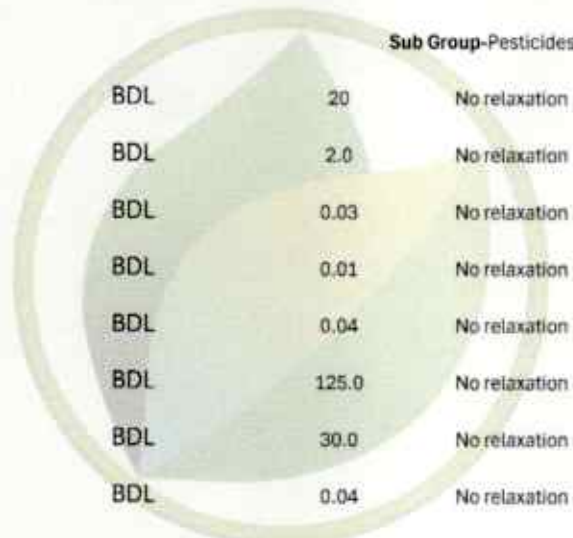 Sub Group-Pesticides
BDL 20 No relaxation
BDL 2.0 No relaxation
BDL 0.03 No relaxation
BDL 0.01 No relaxation
BDL 0.04 No relaxation
BDL 125.0 No relaxation
BDL 30.0 No relaxation
BDL 0.04 No relaxation